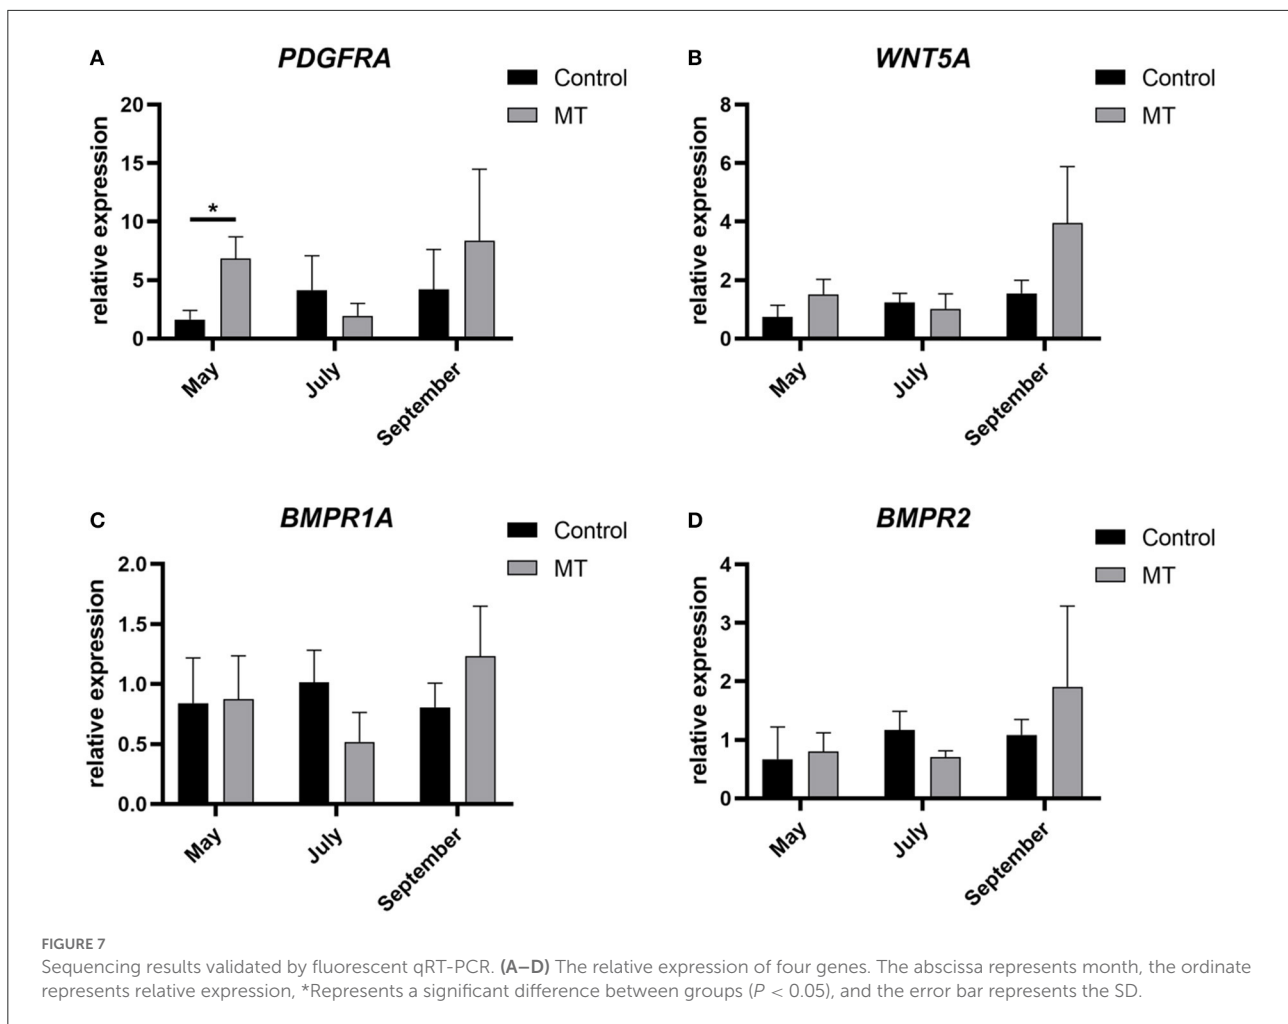 A
PDGFRA
Control
MT
relative expression
20
15
10
5
0
*
May
July
September
B
WNT5A
Control
MT
relative expression
8
6
4
2
0
May
July
September
C
BMPR1A
Control
MT
relative expression
2.0
1.5
1.0
0.5
0.0
May
July
September
D
BMPR2
Control
MT
relative expression
4
3
2
1
0
May
July
September
FIGURE 7
Sequencing results validated by fluorescent qRT-PCR. (A–D) The relative expression of four genes. The abscissa represents month, the ordinate
represents relative expression, *Represents a significant difference between groups (P < 0.05), and the error bar represents the SD.